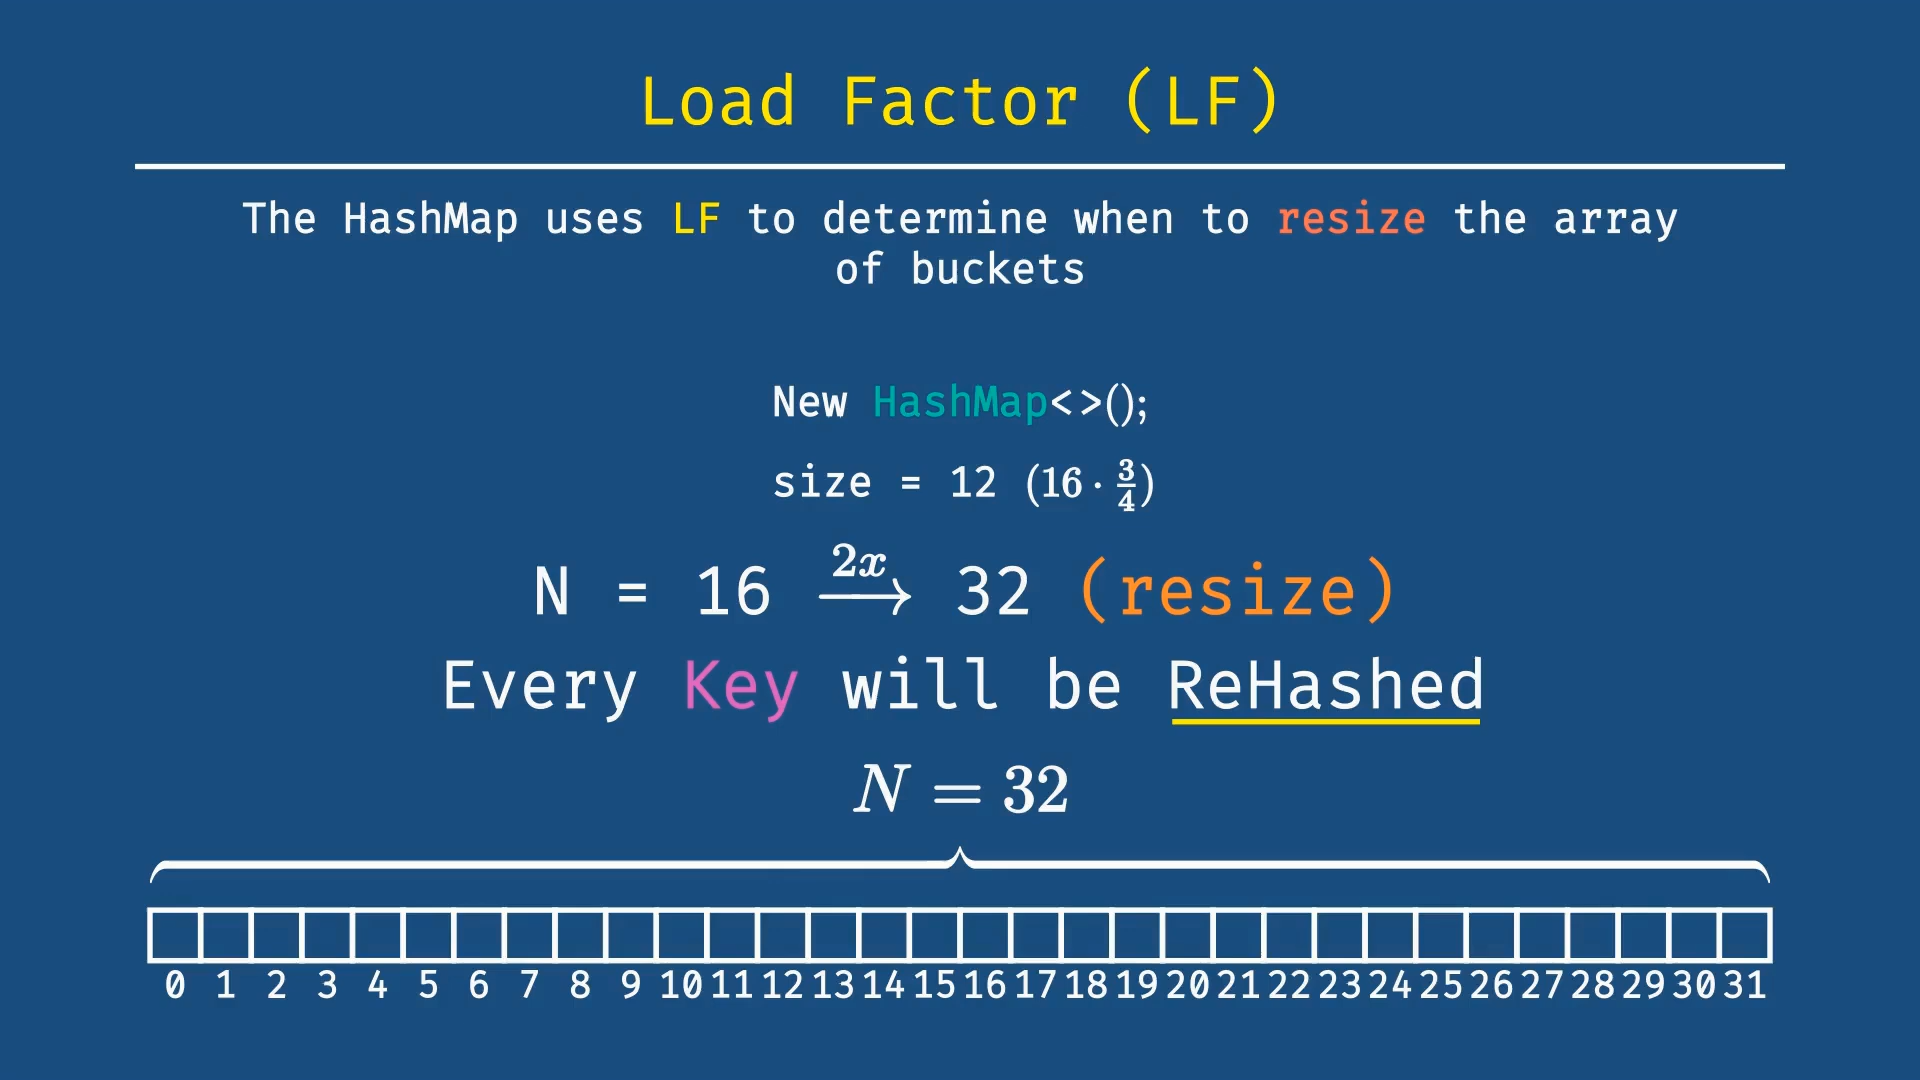 Load Factor (LF)
The HashMap uses LF to determine when to resize the array
of buckets
New HashMap<>();
size = 12 (16 · 3/4)
N = 16 2x → 32 (resize)
Every Key will be ReHashed
N = 32
0 1 2 3 4 5 6 7 8 9 10 11 12 13 14 15 16 17 18 19 20 21 22 23 24 25 26 27 28 29 30 31